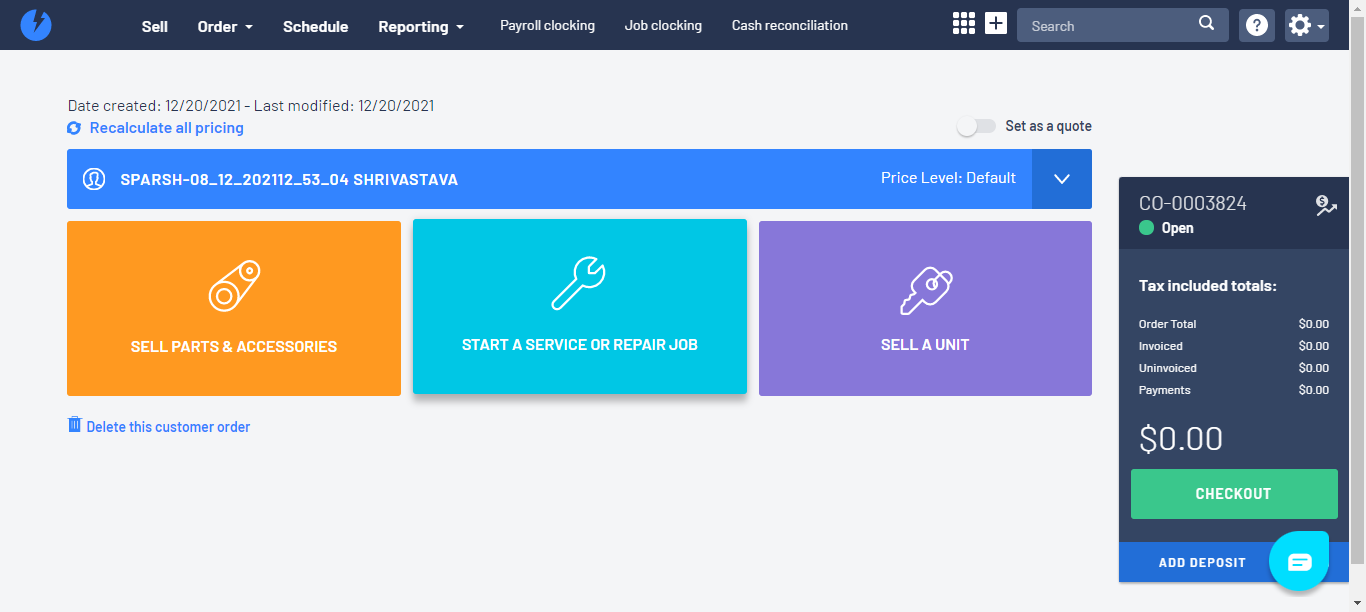 Sell Order Schedule Reporting Payroll clocking Job clocking Cash reconciliation Search
Date created: 12/20/2021 - Last modified: 12/20/2021
Recalculate all pricing
Set as a quote
SPARSH-08_12_202112_53_04 SHRIVASTAVA
Price Level: Default
SELL PARTS & ACCESSORIES
START A SERVICE OR REPAIR JOB
SELL A UNIT
Delete this customer order
CO-0003824
Open
Tax included totals:
Order Total $0.00
Invoiced $0.00
Uninvoiced $0.00
Payments $0.00
$0.00
CHECKOUT
ADD DEPOSIT